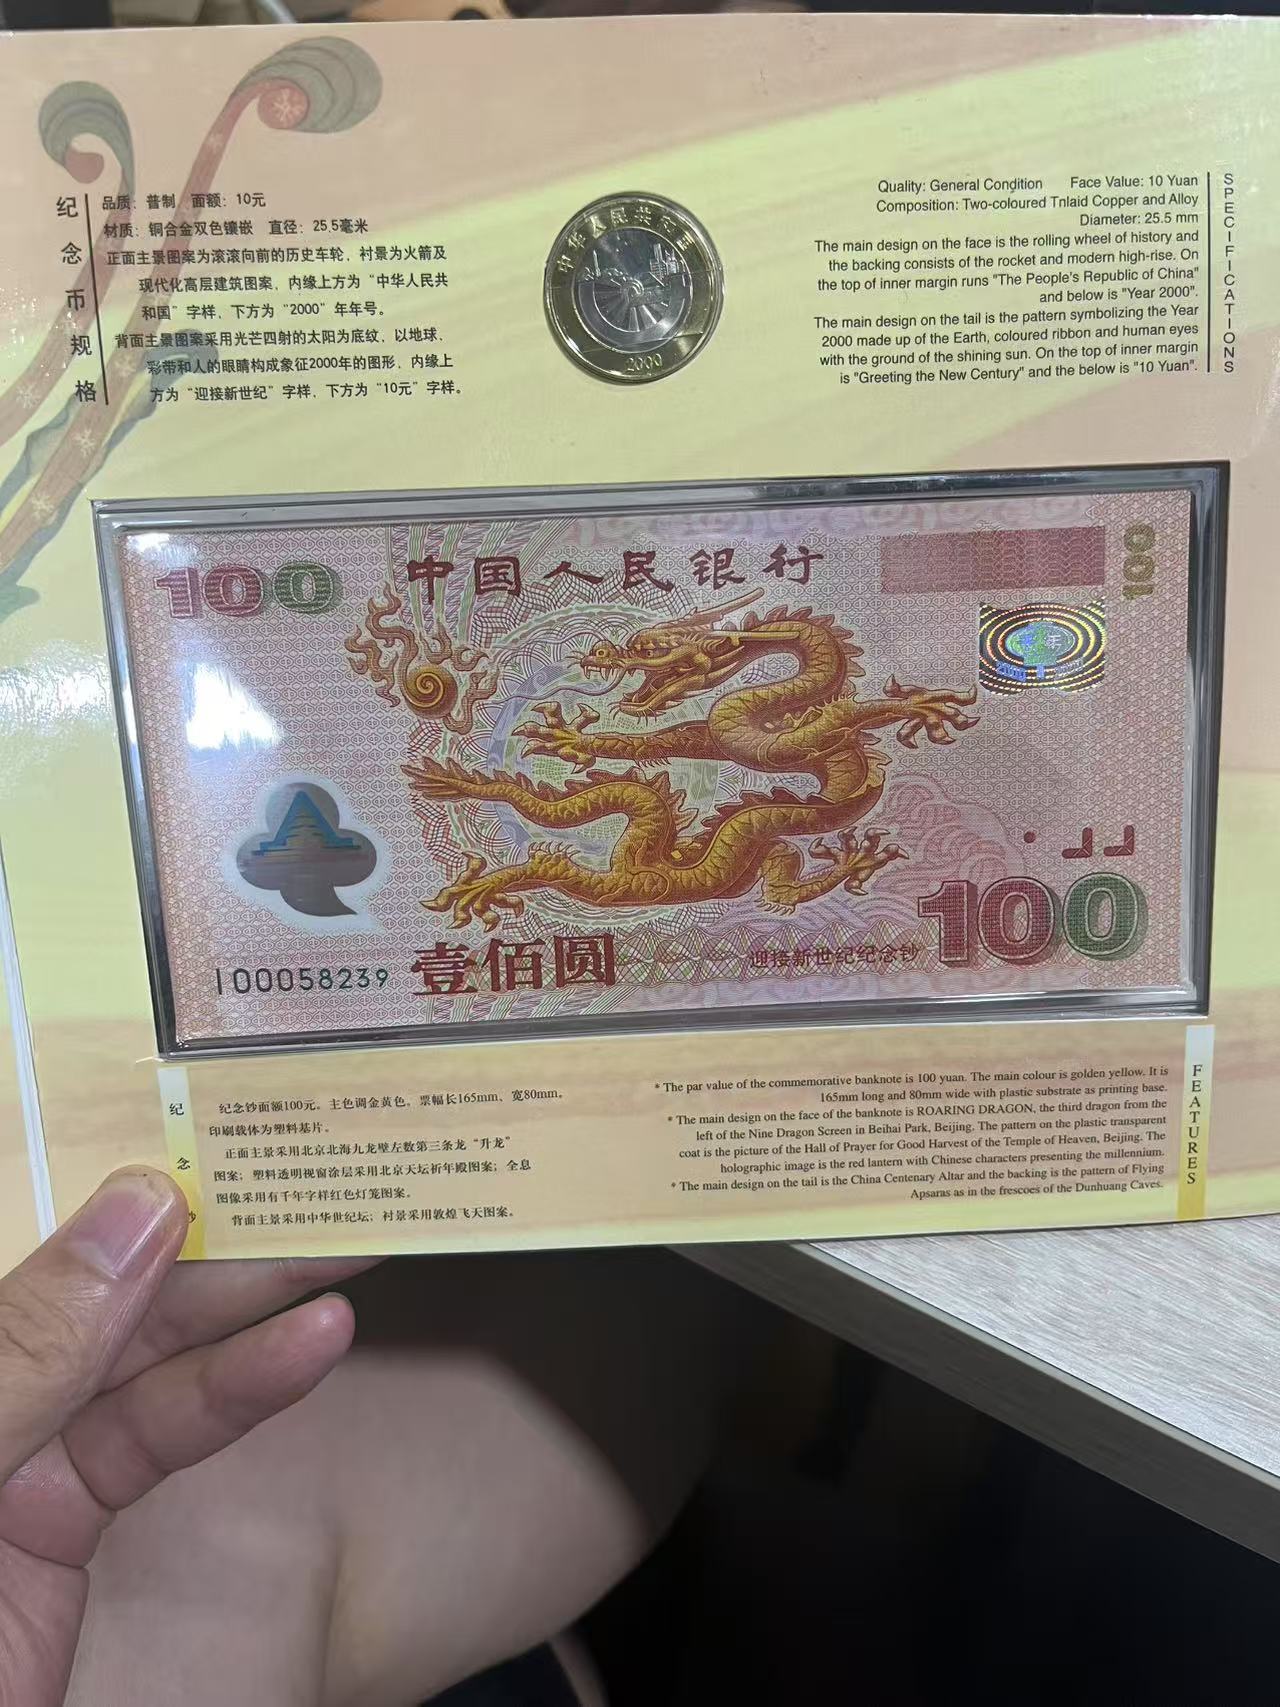 纪念币规格
品质：普制　面额：10元
材质：铜合金双色镶嵌　直径：25.5毫米
正面主景图案为滚滚向前的历史车轮，衬景为火箭及
现代化高层建筑图案，内缘上方为“中华人民共
和国”字样，下方为“2000”年年号。
背面主景图案采用光芒四射的太阳为底纹，以地球、
彩带和人的眼睛构成象征2000年的图形，内缘上
方为“迎接新世纪”字样，下方为“10元”字样。
中华人民共和国
2000
SPECIFICATIONS
Quality: General Condition Face Value: 10 Yuan
Composition: Two-coloured Tnlaid Copper and Alloy
Diameter: 25.5 mm
The main design on the face is the rolling wheel of history and
the backing consists of the rocket and modern high-rise. On
the top of inner margin runs "The People's Republic of China"
and below is "Year 2000".
The main design on the tail is the pattern symbolizing the Year
2000 made up of the Earth, coloured ribbon and human eyes
with the ground of the shining sun. On the top of inner margin
is "Greeting the New Century" and the below is "10 Yuan".
100
中国人民银行
100
壹佰圆
迎接新世纪纪念钞
100
I00058239
纪念钞
纪念钞面额100元。主色调金黄色。票幅长165mm、宽80mm。
印刷载体为塑料基片。
正面主景采用北京北海九龙壁左数第三条龙“升龙”
图案；塑料透明视窗涂层采用北京天坛祈年殿图案；全息
图像采用有千年字样红色灯笼图案。
背面主景采用中华世纪坛；衬景采用敦煌飞天图案。
FEATURES
* The par value of the commemorative banknote is 100 yuan. The main colour is golden yellow. It is
165mm long and 80mm wide with plastic substrate as printing base.
* The main design on the face of the banknote is ROARING DRAGON, the third dragon from the
left of the Nine Dragon Screen in Beihai Park, Beijing. The pattern on the plastic transparent
coat is the picture of the Hall of Prayer for Good Harvest of the Temple of Heaven, Beijing. The
holographic image is the red lantern with Chinese characters presenting the millennium.
* The main design on the tail is the China Centenary Altar and the backing is the pattern of Flying
Apsaras as in the frescoes of the Dunhuang Caves.